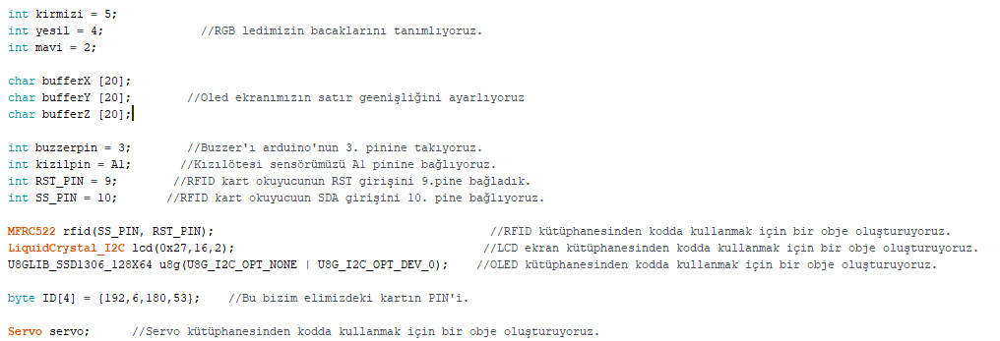 int kirmizi = 5;
int yesil = 4; //RGB ledimizin bacaklarını tanımlıyoruz.
int mavi = 2;
char bufferX [20];
char bufferY [20]; //Oled ekranımızın satır geenişliğini ayarlıyoruz
char bufferZ [20];
int buzzerpin = 3; //Buzzer'ı arduino'nun 3. pinine takıyoruz.
int kizilpin = A1; //Kızılötesi sensörümüzü A1 pinine bağlıyoruz.
int RST_PIN = 9; //RFID kart okuyucunun RST girişini 9.pine bağladık.
int SS_PIN = 10; //RFID kart okuyucuun SDA girişini 10. pine bağlıyoruz.
MFRC522 rfid(SS_PIN, RST_PIN); //RFID kütüphanesinden kodda kullanmak için bir obje oluşturuyoruz.
LiquidCrystal_I2C lcd(0x27,16,2); //LCD ekran kütüphanesinden kodda kullanmak için bir obje oluşturuyoruz.
U8GLIB_SSD1306_128X64 u8g(U8G_I2C_OPT_NONE | U8G_I2C_OPT_DEV_0); //OLED kütüphanesinden kodda kullanmak için bir obje oluşturuyoruz.
byte ID[4] = {192,6,180,53}; //Bu bizim elimizdeki kartın PIN'i.
Servo servo; //Servo kütüphanesinden kodda kullanmak için bir obje oluşturuyoruz.